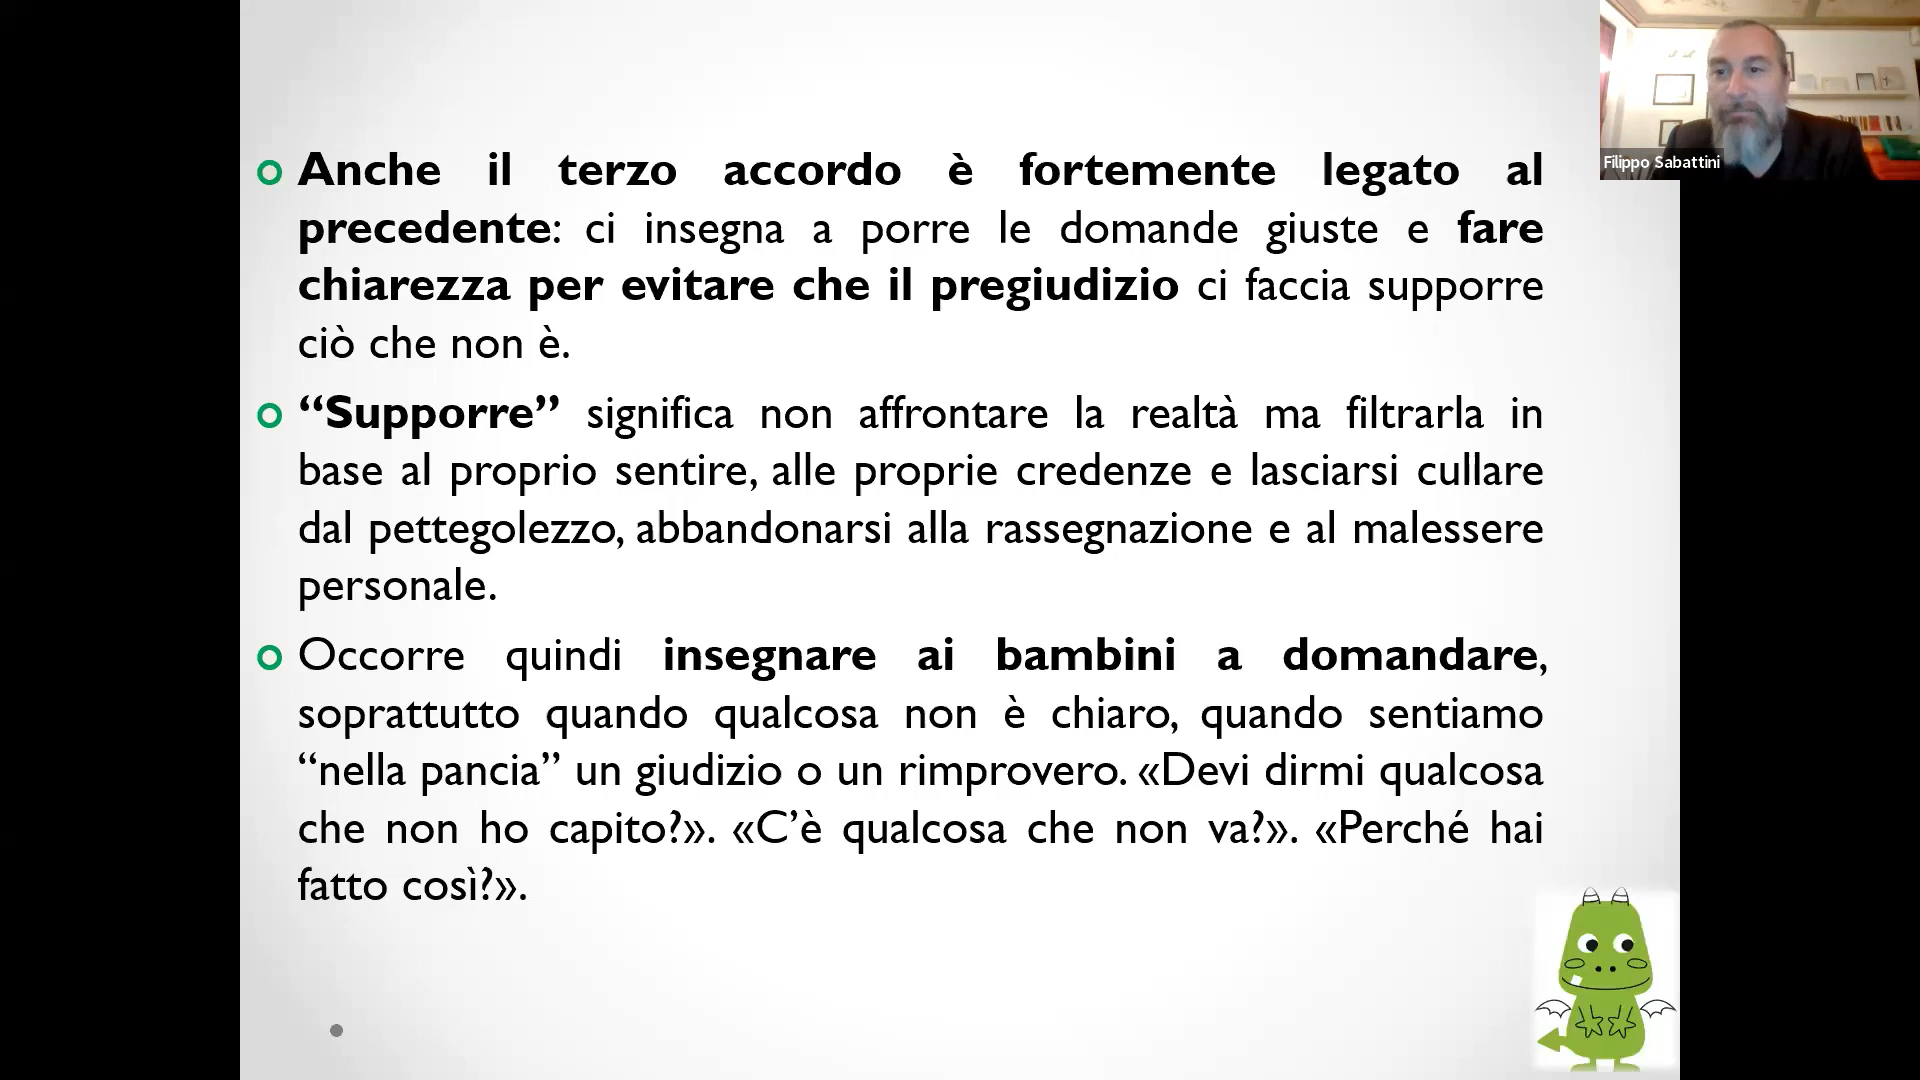 Anche il terzo accordo è fortemente legato al
precedente: ci insegna a porre le domande giuste e fare
chiarezza per evitare che il pregiudizio ci faccia supporre
ciò che non è.
“Supporre” significa non affrontare la realtà ma filtrarla in
base al proprio sentire, alle proprie credenze e lasciarsi cullare
dal pettegolezzo, abbandonarsi alla rassegnazione e al malessere
personale.
Occorre quindi insegnare ai bambini a domandare,
soprattutto quando qualcosa non è chiaro, quando sentiamo
“nella pancia” un giudizio o un rimprovero. «Devi dirmi qualcosa
che non ho capito?». «C’è qualcosa che non va?». «Perché hai
fatto così?».
Filippo Sabattini